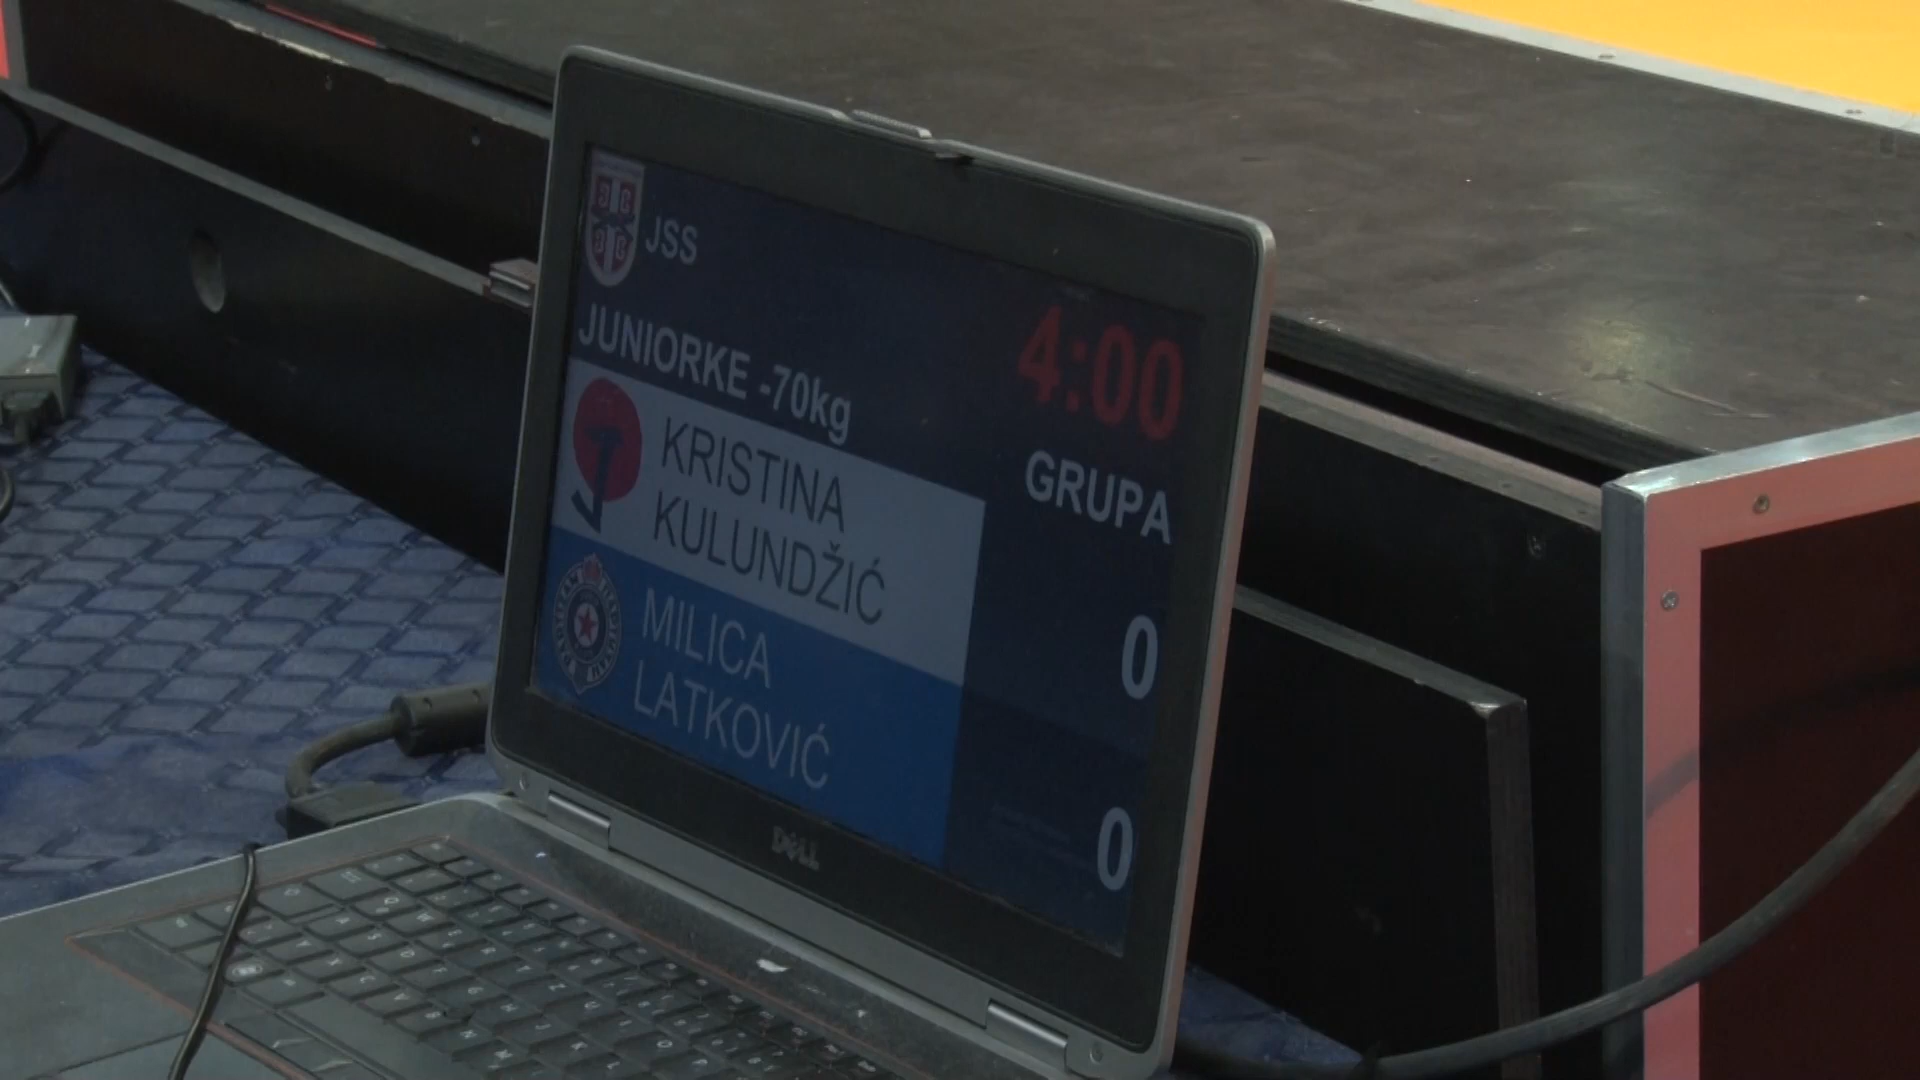 JSS
JUNIORKE -70kg
4:00
GRUPA
KRISTINA
KULUNDŽIĆ
0
MILICA
LATKOVIĆ
0
DELL